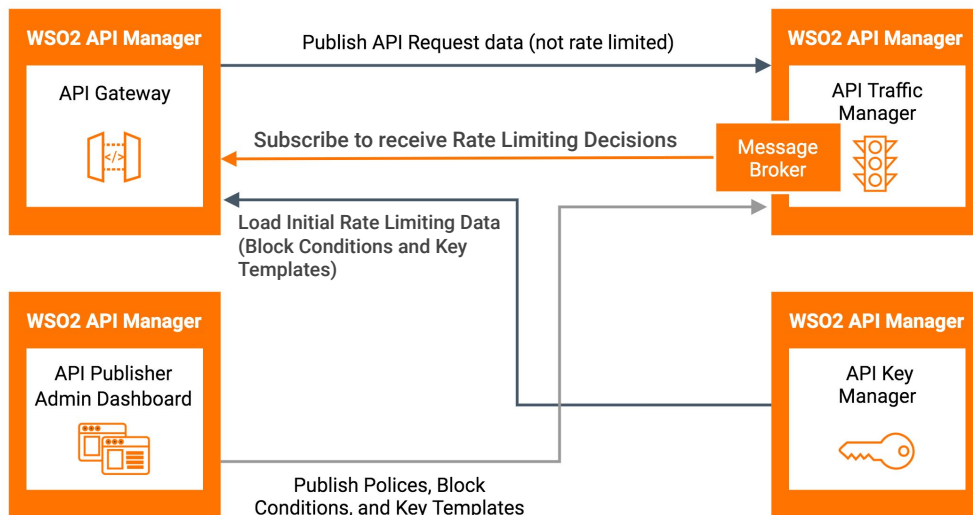 WSO2 API Manager
API Gateway
</>
Publish API Request data (not rate limited)
WSO2 API Manager
API Traffic
Manager
Message
Broker
Subscribe to receive Rate Limiting Decisions
Load Initial Rate Limiting Data
(Block Conditions and Key
Templates)
WSO2 API Manager
API Publisher
Admin Dashboard
WSO2 API Manager
API Key
Manager
Publish Polices, Block
Conditions, and Key Templates